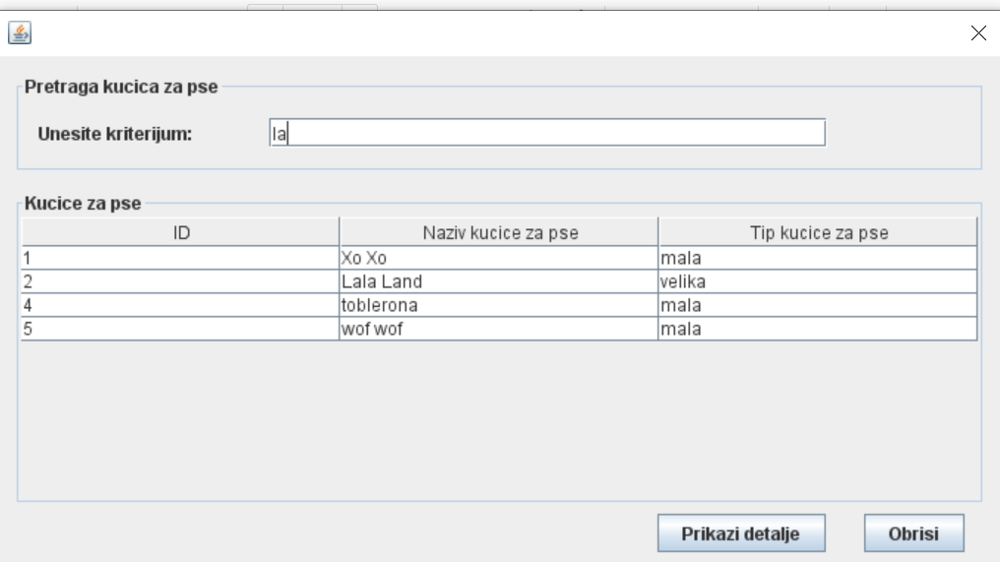 Pretraga kucica za pse
Unesite kriterijum: la
Kucice za pse
ID Naziv kucice za pse Tip kucice za pse
1 Xo Xo mala
2 Lala Land velika
4 toblerona mala
5 wof wof mala
Prikazi detalje Obrisi